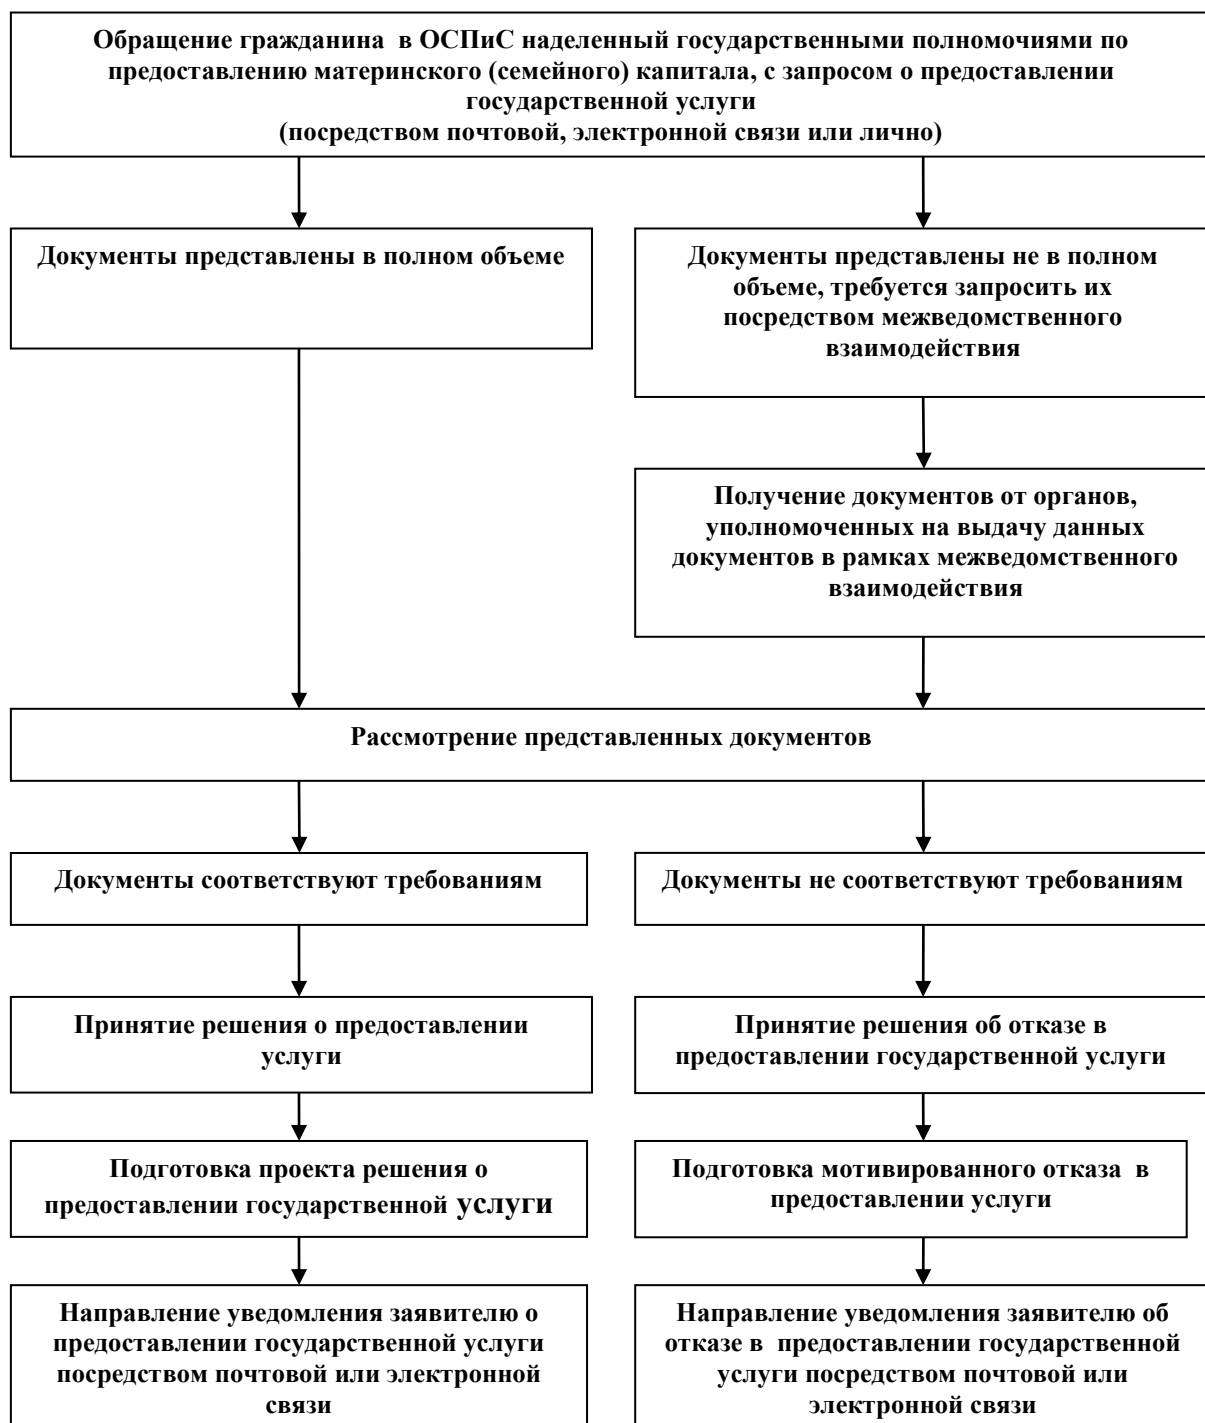 Обращение гражданина  в ОСПиС наделенный государственными полномочиями по
предоставлению материнского (семейного) капитала, с запросом о предоставлении
государственной услуги
(посредством почтовой, электронной связи или лично)
Документы представлены в полном объеме
Документы представлены не в полном
объеме, требуется запросить их
посредством межведомственного
взаимодействия
Получение документов от органов,
уполномоченных на выдачу данных
документов в рамках межведомственного
взаимодействия
Рассмотрение представленных документов
Документы соответствуют требованиям
Документы не соответствуют требованиям
Принятие решения о предоставлении
услуги
Принятие решения об отказе в
предоставлении государственной услуги
Подготовка проекта решения о
предоставлении государственной услуги
Подготовка мотивированного отказа  в
предоставлении услуги
Направление уведомления заявителю о
предоставлении государственной услуги
посредством почтовой или электронной
связи
Направление уведомления заявителю об
отказе в  предоставлении государственной
услуги посредством почтовой или
электронной связи